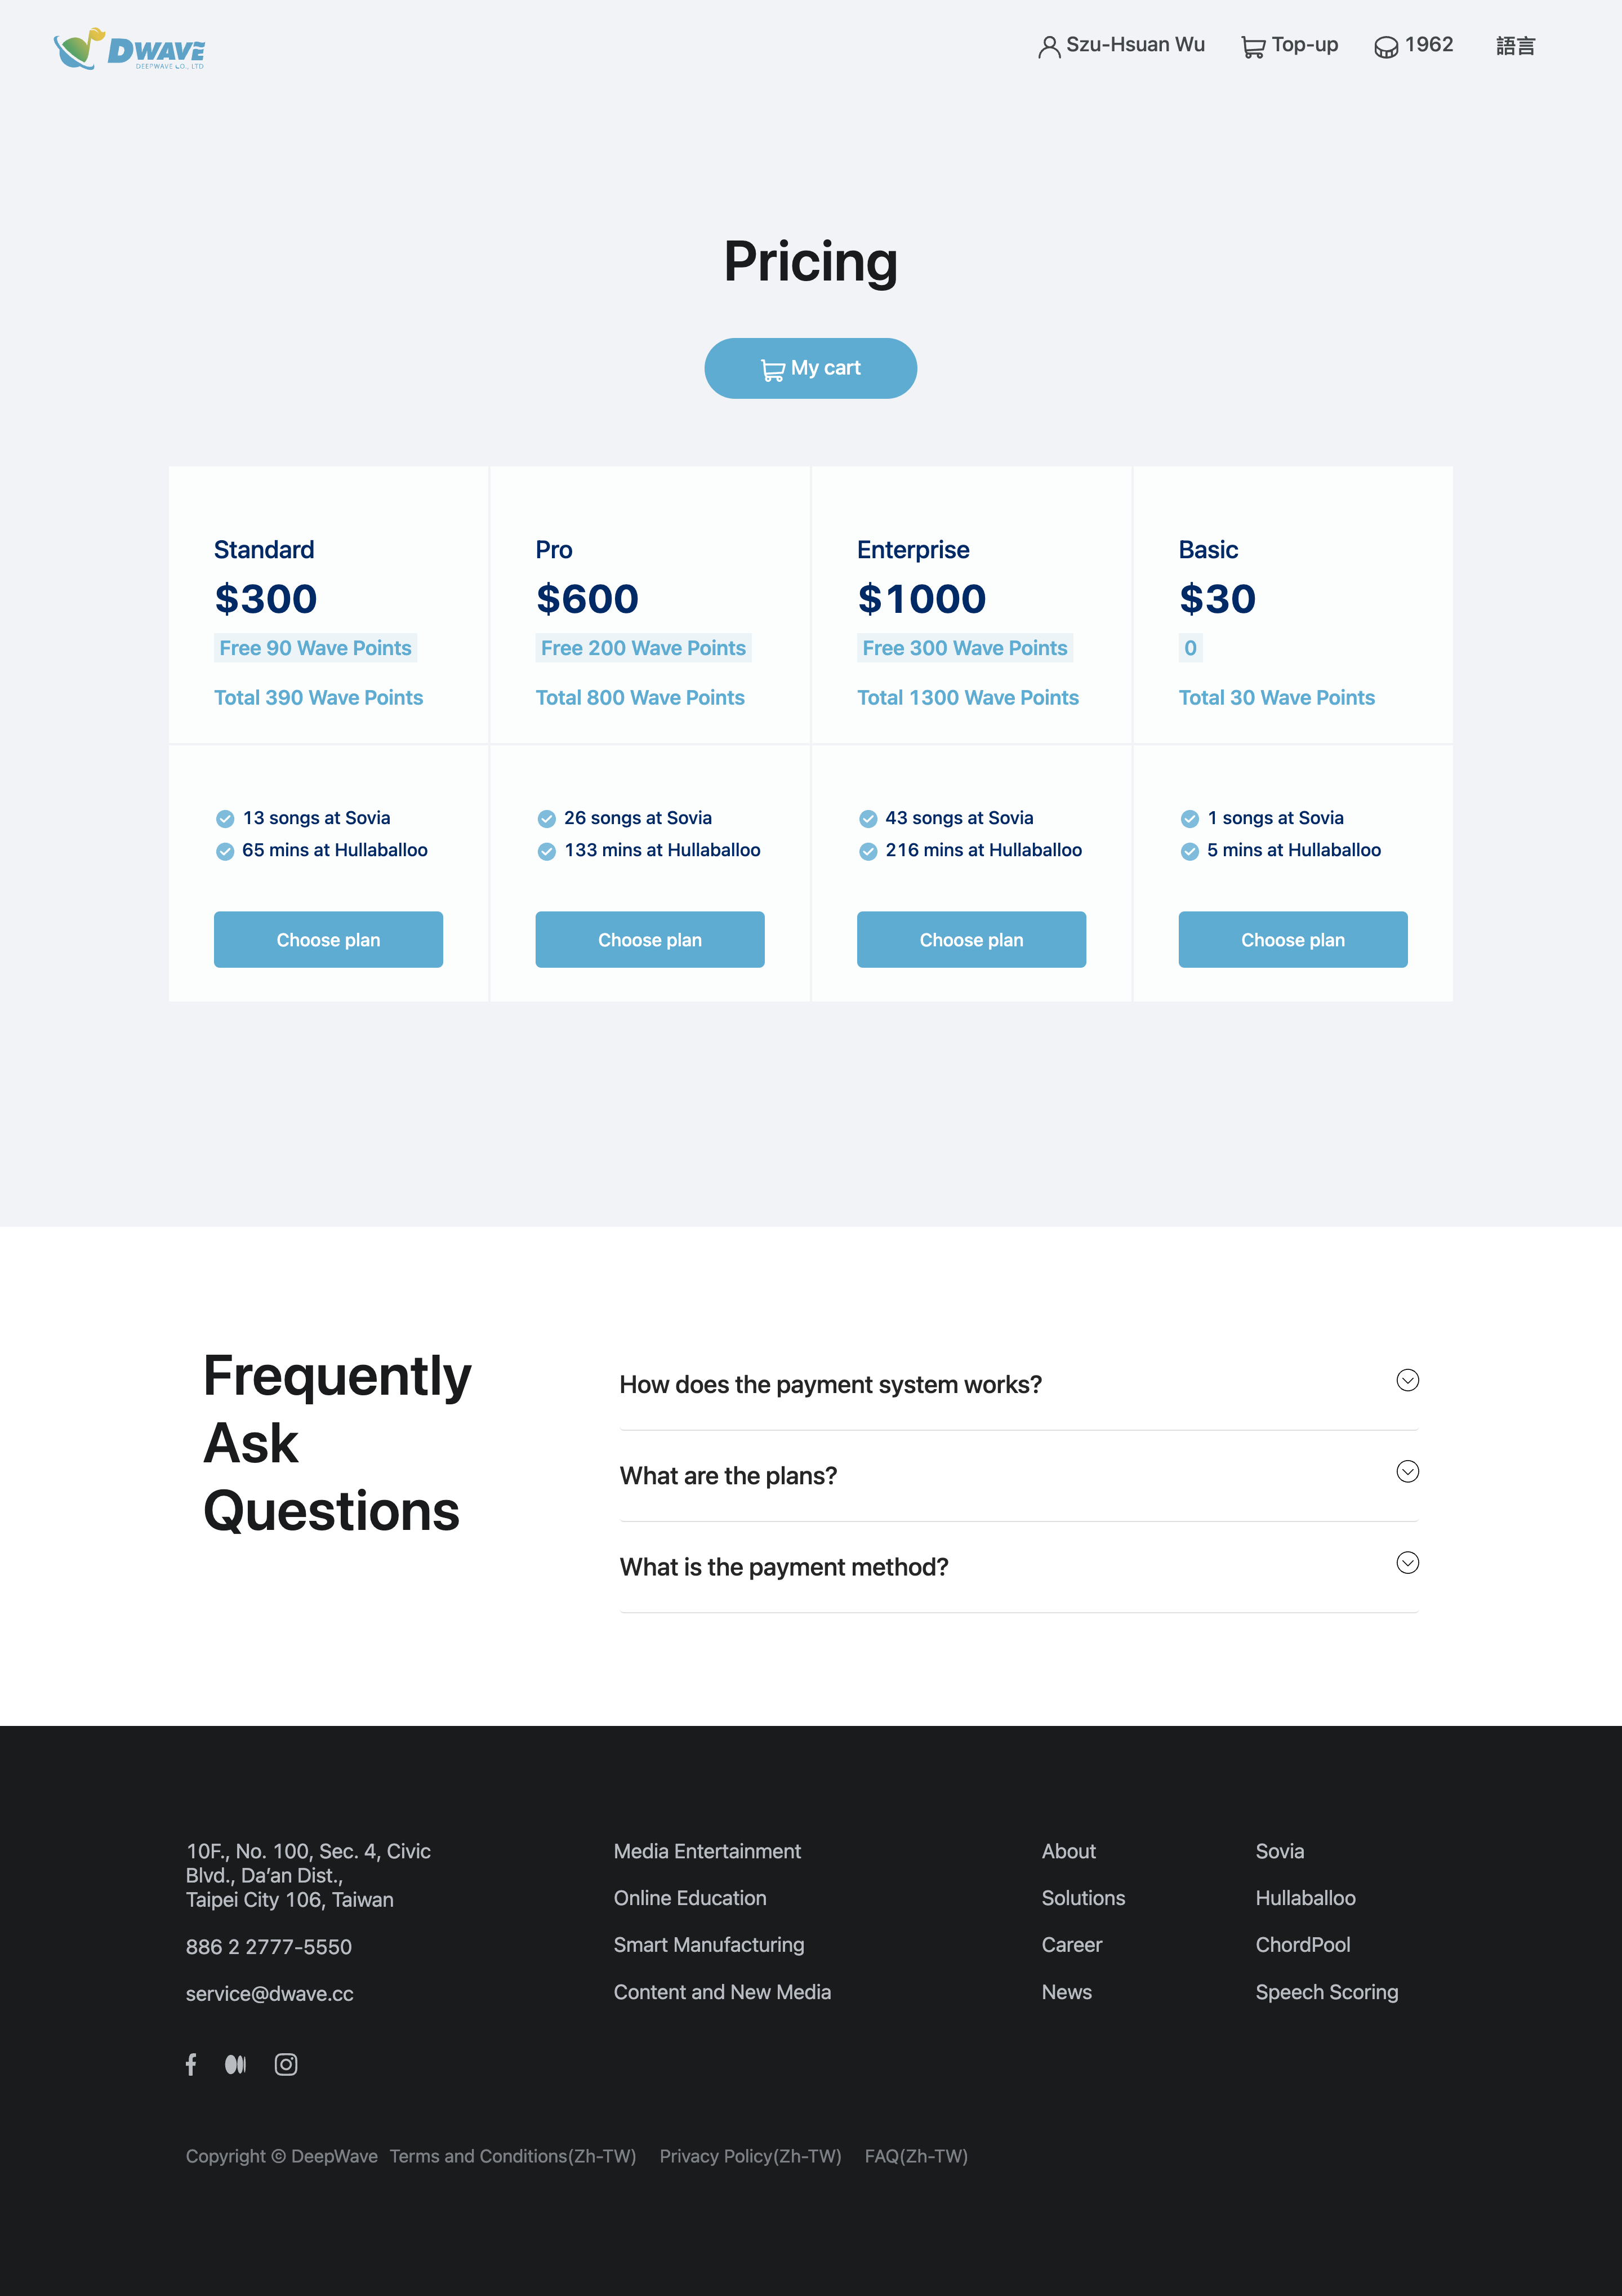 DWAVE
DEEPWAVE CO., LTD
Szu-Hsuan Wu
Top-up
1962
語言
Pricing
My cart
Standard
$300
Free 90 Wave Points
Total 390 Wave Points
13 songs at Sovia
65 mins at Hullaballoo
Choose plan
Pro
$600
Free 200 Wave Points
Total 800 Wave Points
26 songs at Sovia
133 mins at Hullaballoo
Choose plan
Enterprise
$1000
Free 300 Wave Points
Total 1300 Wave Points
43 songs at Sovia
216 mins at Hullaballoo
Choose plan
Basic
$30
0
Total 30 Wave Points
1 songs at Sovia
5 mins at Hullaballoo
Choose plan
Frequently
Ask
Questions
How does the payment system works?
What are the plans?
What is the payment method?
10F., No. 100, Sec. 4, Civic
Blvd., Da’an Dist.,
Taipei City 106, Taiwan
886 2 2777-5550
service@dwave.cc
Media Entertainment
Online Education
Smart Manufacturing
Content and New Media
About
Solutions
Career
News
Sovia
Hullaballoo
ChordPool
Speech Scoring
Copyright © DeepWave
Terms and Conditions(Zh-TW)
Privacy Policy(Zh-TW)
FAQ(Zh-TW)